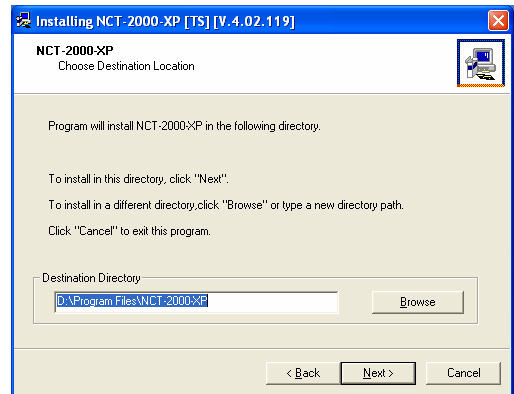 Installing NCT-2000-XP [TS] [V.4.02.119]
NCT-2000-XP
Choose Destination Location
Program will install NCT-2000-XP in the following directory.
To install in this directory, click "Next".
To install in a different directory,click "Browse" or type a new directory path.
Click "Cancel" to exit this program.
Destination Directory
D:\Program Files\NCT-2000-XP
Browse
< Back
Next >
Cancel